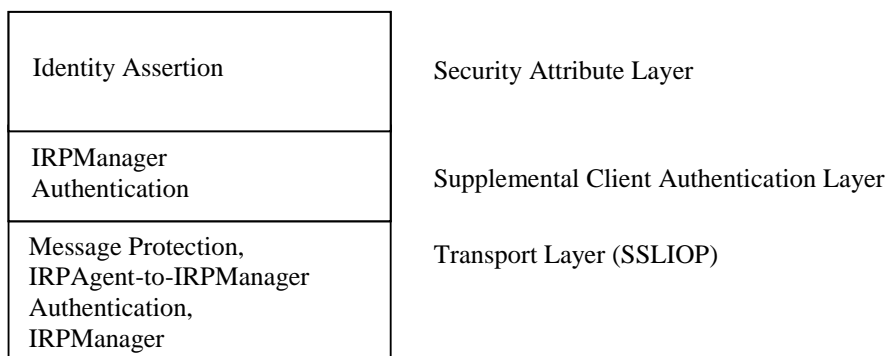 Identity Assertion
Security Attribute Layer
IRPManager
Authentication
Supplemental Client Authentication Layer
Message Protection,
IRPAgent-to-IRPManager
Authentication,
IRPManager
Transport Layer (SSLIOP)